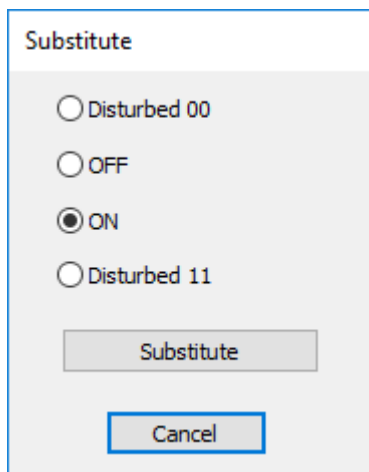 Substitute
Disturbed 00
OFF
ON
Disturbed 11
Substitute
Cancel